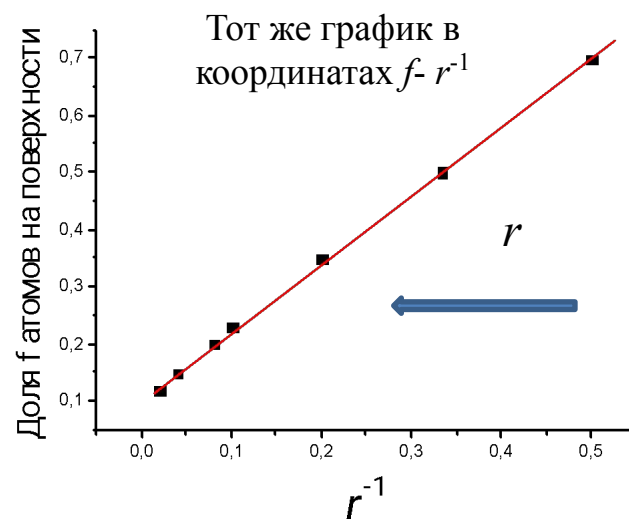 Тот же график в
координатах f- r-1
Доля f атомов на поверхности
0,7
0,6
0,5
0,4
0,3
0,2
0,1
r
0,0 0,1 0,2 0,3 0,4 0,5
r-1